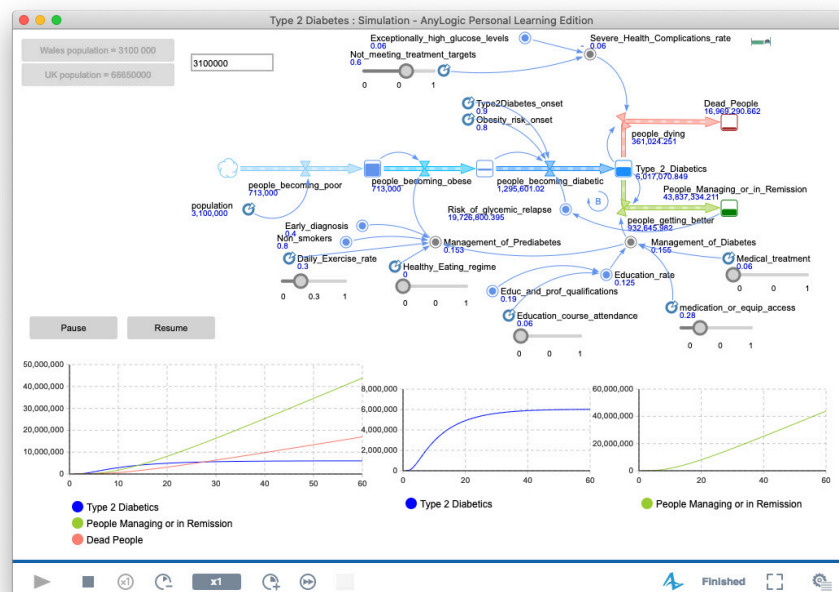 Type 2 Diabetes : Simulation - AnyLogic Personal Learning Edition
Wales population = 3100 000
UK population = 66650000
3100000
Exceptionally_high_glucose_levels
0.06
Severe_Health_Complications_rate
0.06
Not_meeting_treatment_targets
0.6
0 0 1
Type2Diabetes_onset
0.9
Obesity_risk_onset
0.8
Dead_People
16,969,290.662
people_dying
361,024.251
people_becoming_poor
713,000
people_becoming_obese
713,000
people_becoming_diabetic
1,295,601.02
Type_2_Diabetics
6,017,070.849
People_Managing_or_in_Remission
43,837,334.211
population
3,100,000
Risk_of_glycemic_relapse
19,726,800.395
B
people_getting_better
932,645.982
Early_diagnosis
0.4
Non_smokers
0.8
Management_of_Prediabetes
0.153
Management_of_Diabetes
0.155
Daily_Exercise_rate
0.3
0 0.3 1
Healthy_Eating_regime
0
0 0 1
Medical_treatment
0.06
0 0 1
Education_rate
0.125
Educ_and_prof_qualifications
0.19
Education_course_attendance
0.06
0 0 1
medication_or_equip_access
0.28
0 0 1
Pause
Resume
50,000,000
40,000,000
30,000,000
20,000,000
10,000,000
0
0 10 20 30 40 50 60
Type 2 Diabetics
People Managing or in Remission
Dead People
8,000,000
6,000,000
4,000,000
2,000,000
0
0 20 40 60
Type 2 Diabetics
60,000,000
40,000,000
20,000,000
0
0 20 40 60
People Managing or in Remission
x1
x1
Finished